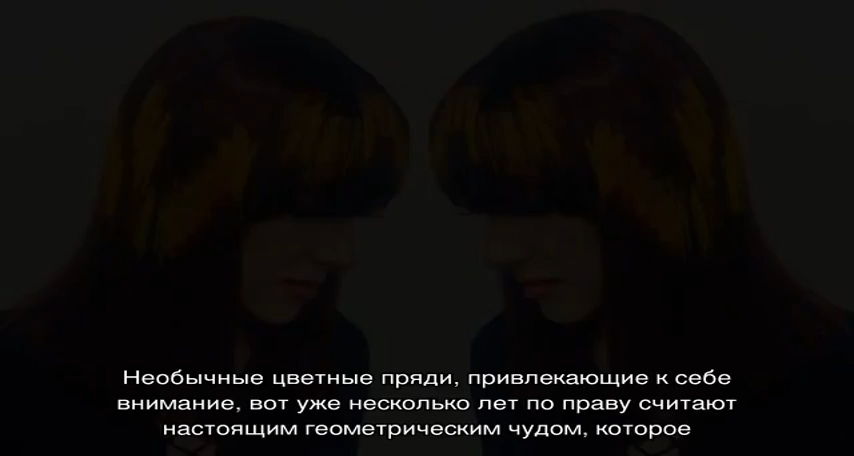 Необычные цветные пряди, привлекающие к себе
внимание, вот уже несколько лет по праву считают
настоящим геометрическим чудом, которое